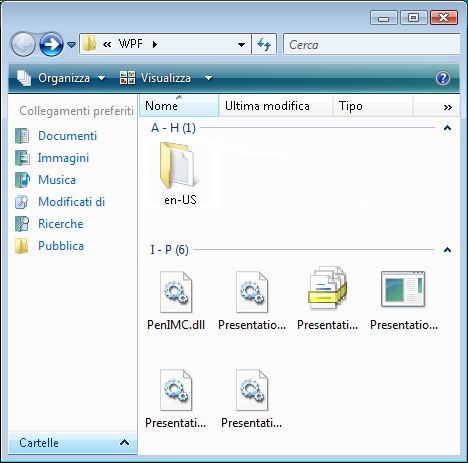 « WPF
Cerca
Organizza Visualizza
Collegamenti preferiti
Documenti
Immagini
Musica
Modificati di
Ricerche
Pubblica
Cartelle
Nome Ultima modifica Tipo »
A - H (1)
en-US
I - P (6)
PenIMC.dll Presentatio... Presentati... Presentatio...
Presentati... Presentati...